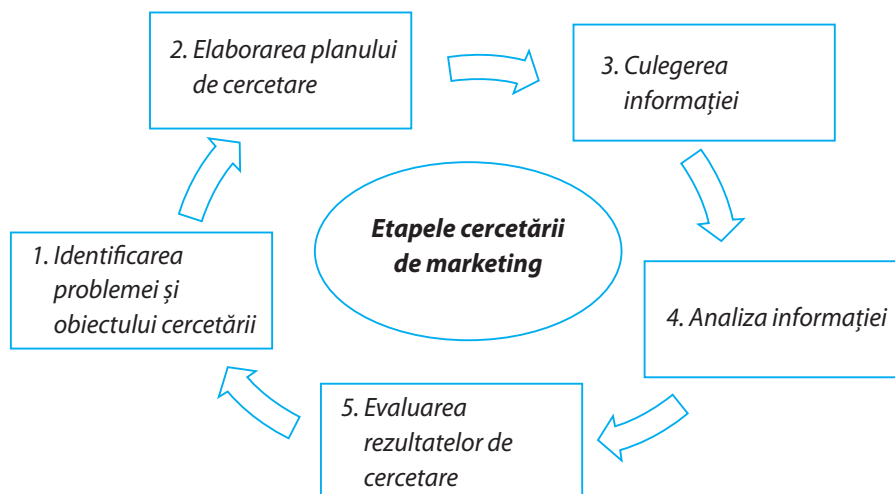 2. Elaborarea planului
de cercetare
3. Culegerea
informației
Etapele cercetării
de marketing
1. Identificarea
problemei și
obiectului cercetării
4. Analiza informației
5. Evaluarea
rezultatelor de
cercetare